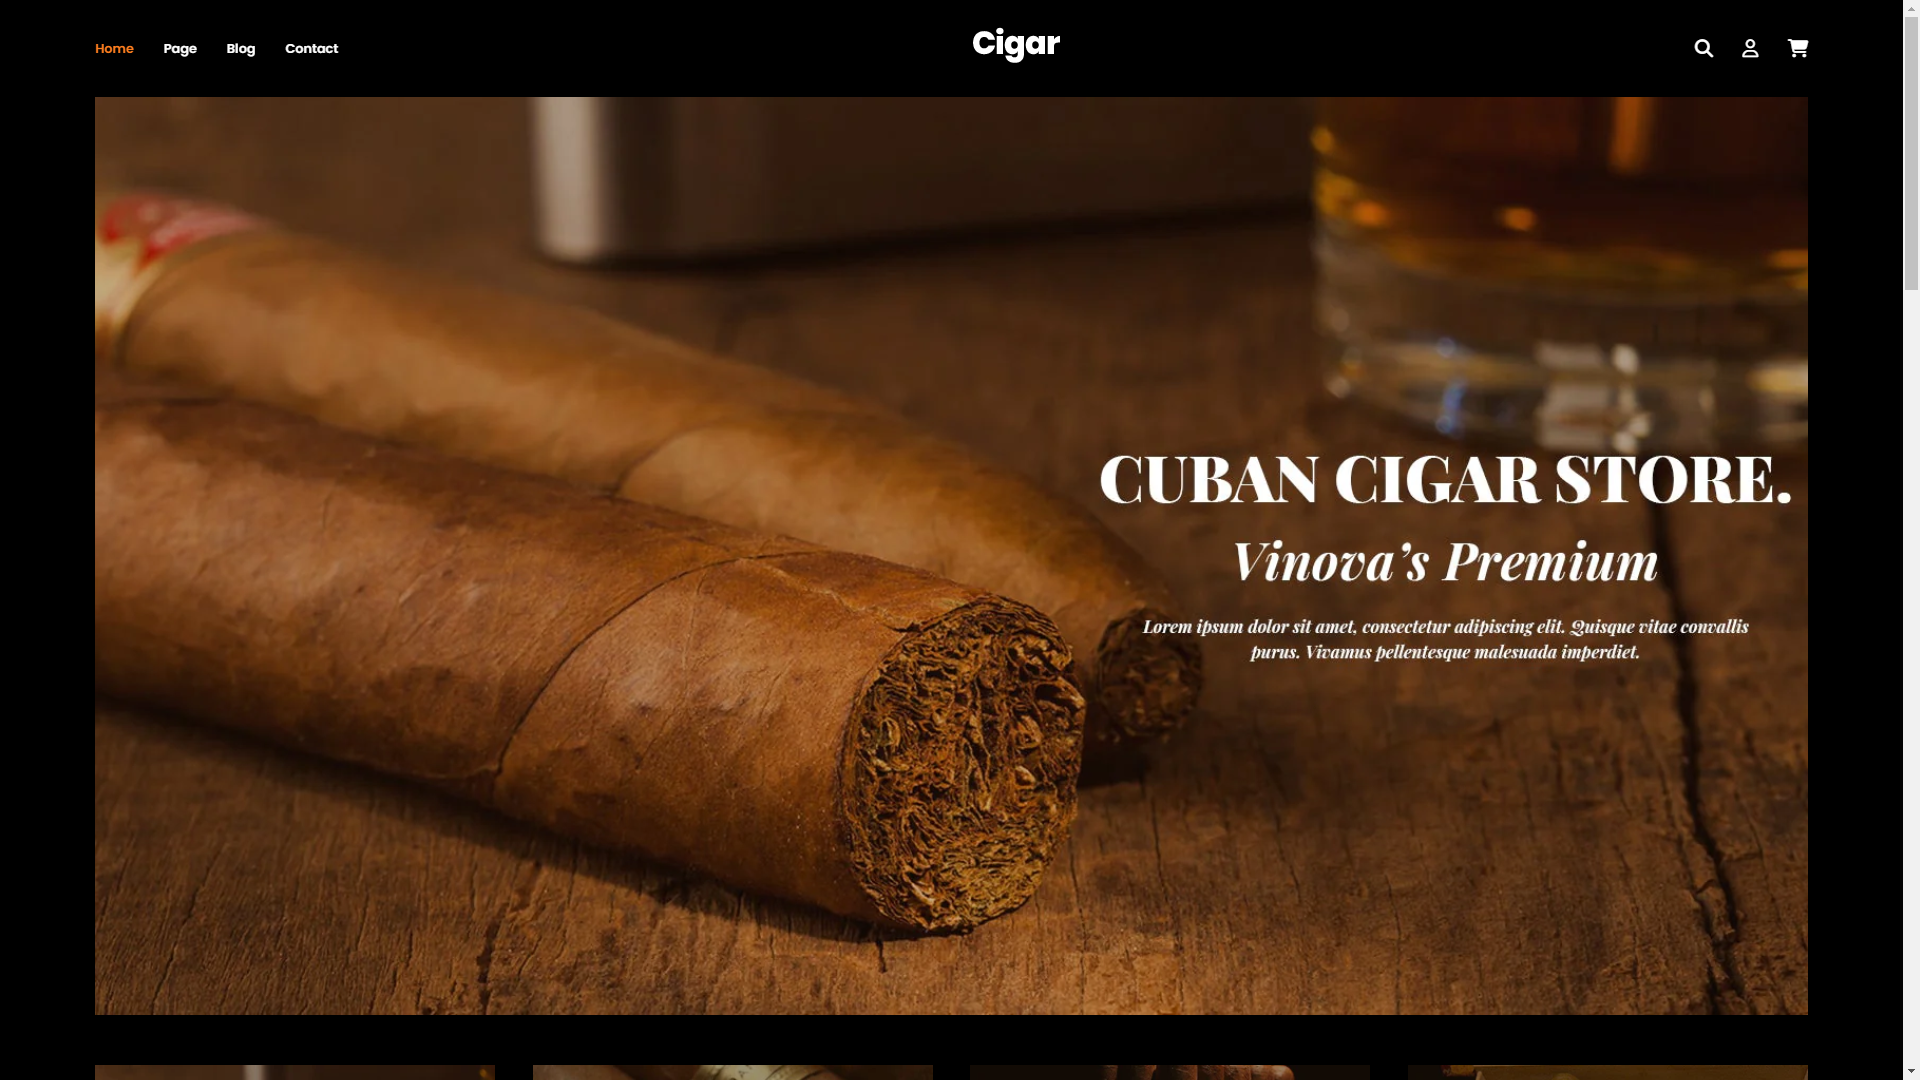 Home Page Blog Contact
Cigar
CUBAN CIGAR STORE.
Vinova's Premium
Lorem ipsum dolor sit amet, consectetur adipiscing elit. Quisque vitae convallis
purus. Vivamus pellentesque malesuada imperdiet.